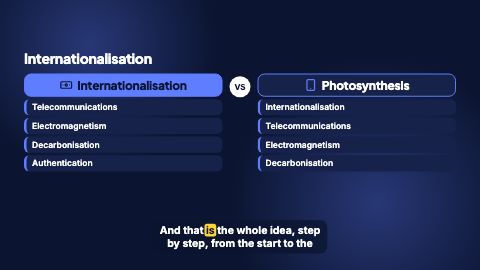 Internationalisation
Internationalisation
vs
Photosynthesis
Telecommunications
Electromagnetism
Decarbonisation
Authentication
Internationalisation
Telecommunications
Electromagnetism
Decarbonisation
And that is the whole idea, step
by step, from the start to the